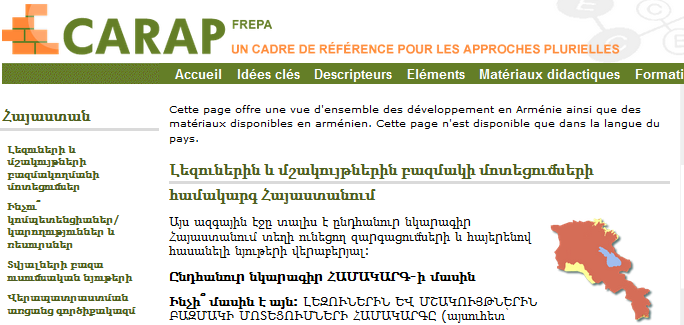 CARAP FREPA
UN CADRE DE RÉFÉRENCE POUR LES APPROCHES PLURIELLES
Accueil Idées clés Descripteurs Eléments Matériaux didactiques Formati
Հայաստան
Լեզուների և
մշակույթների
բազմակողմանի
մոտեցումներ
Ինչու՞
կոմպետենցիաներ/
կարողություններ և
ռեսուրսներ
Տվյալների բազա
ուսումնական նյութերի
Վերապատրաստման
առցանց գործիքակազմ
Cette page offre une vue d'ensemble des développement en Arménie ainsi que des
matériaux disponibles en arménien. Cette page n'est disponible que dans la langue du
pays.
Լեզուներին և մշակույթներին բազմակի մոտեցումների
համակարգ Հայաստանում
Այս ազգային էջը տալիս է ընդհանուր նկարագիր
Հայաստանում տեղի ունեցող զարգացումների և հայերենով
հասանելի նյութերի վերաբերյալ:
Ընդհանուր նկարագիր ՀԱՄԱԿԱՐԳ-ի մասին
Ինչի՞ մասին է այն: ԼԵԶՈՒՆԵՐԻՆ ԵՎ ՄՇԱԿՈՒՅԹՆԵՐԻՆ
ԲԱԶՄԱԿԻ ՄՈՏԵՑՈՒՄՆԵՐԻ ՀԱՄԱԿԱՐԳԸ (այսուհետ՝